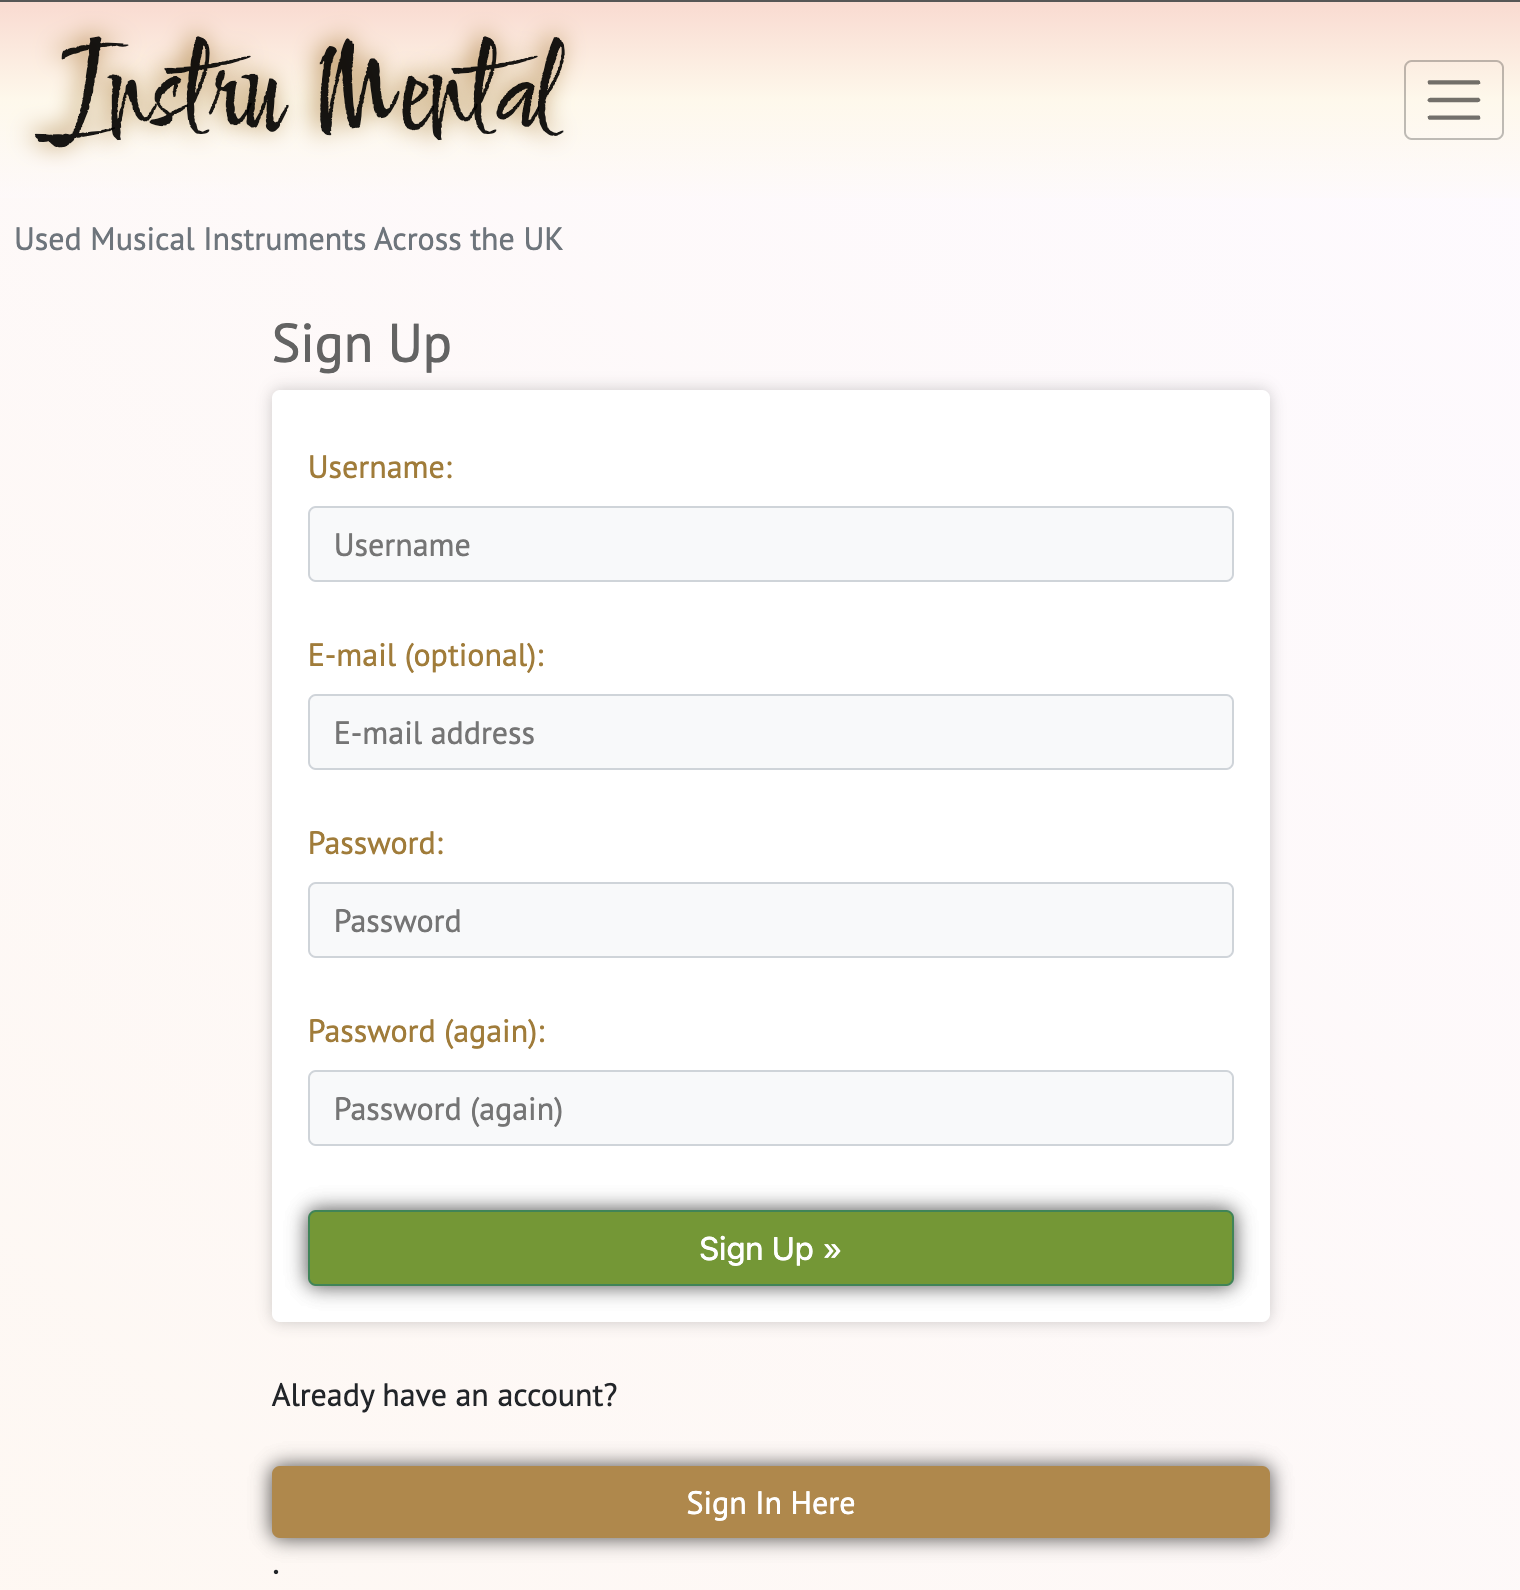 Instru Mental
Used Musical Instruments Across the UK
Sign Up
Username:
Username
E-mail (optional):
E-mail address
Password:
Password
Password (again):
Password (again)
Sign Up »
Already have an account?
Sign In Here
.